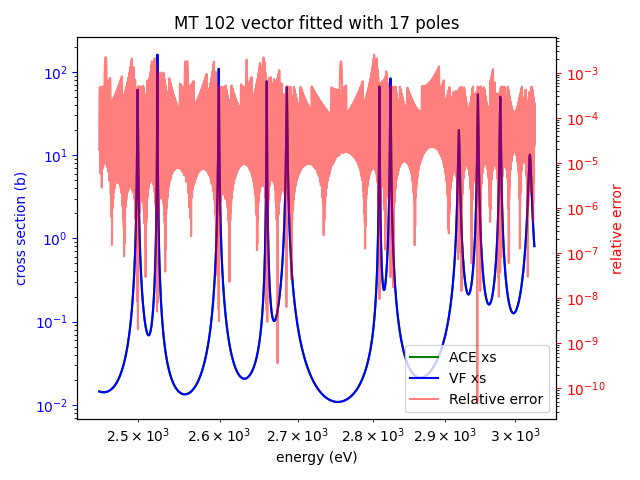 MT 102 vector fitted with 17 poles
cross section (b)
10²
10¹
10⁰
10⁻¹
10⁻²
10⁻³
10⁻⁴
10⁻⁵
10⁻⁶
10⁻⁷
10⁻⁸
10⁻⁹
10⁻¹⁰
relative error
ACE xs
VF xs
Relative error
2.5 × 10³ 2.6 × 10³ 2.7 × 10³ 2.8 × 10³ 2.9 × 10³ 3 × 10³
energy (eV)